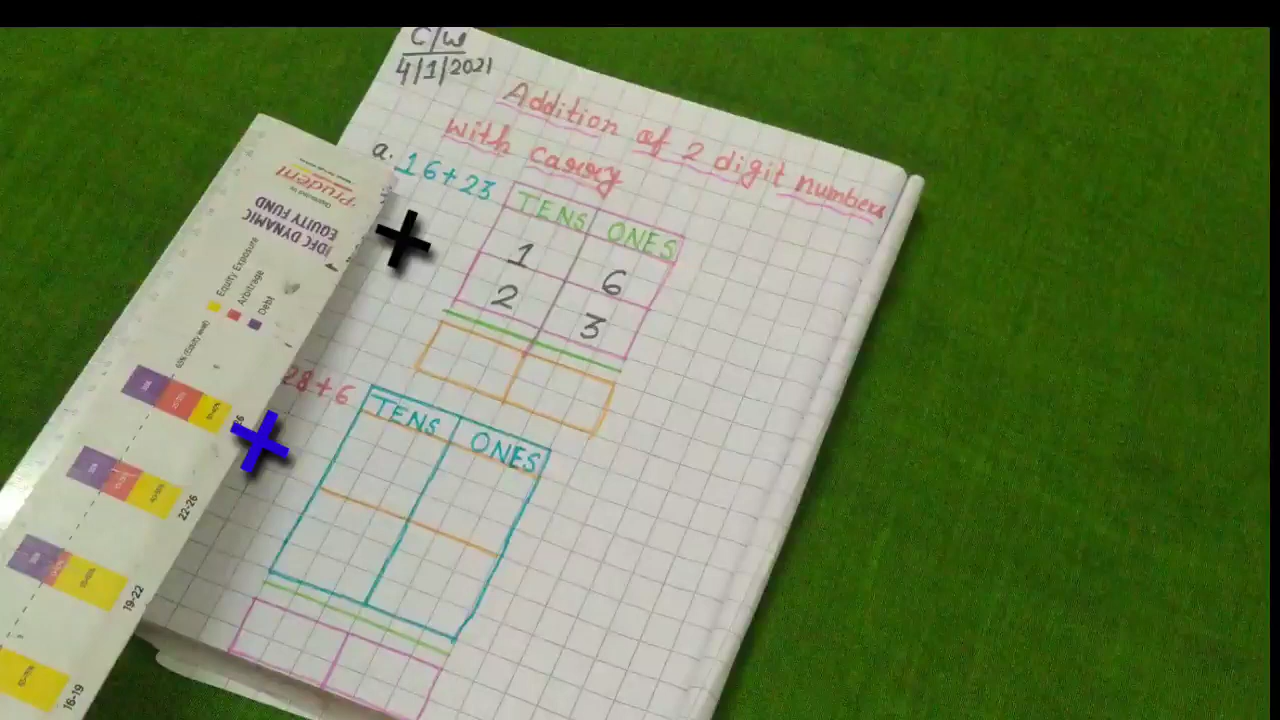 C/W
4/1/2021
Addition of 2 digit numbers
with Carry
a. 16+23
TENS ONES
1 6
2 3
28+6
TENS ONES
Prudent
IDFC DYNAMIC
EQUITY FUND
Equity Exposure
Arbitrage
Debt
22-26
19-22
16-19